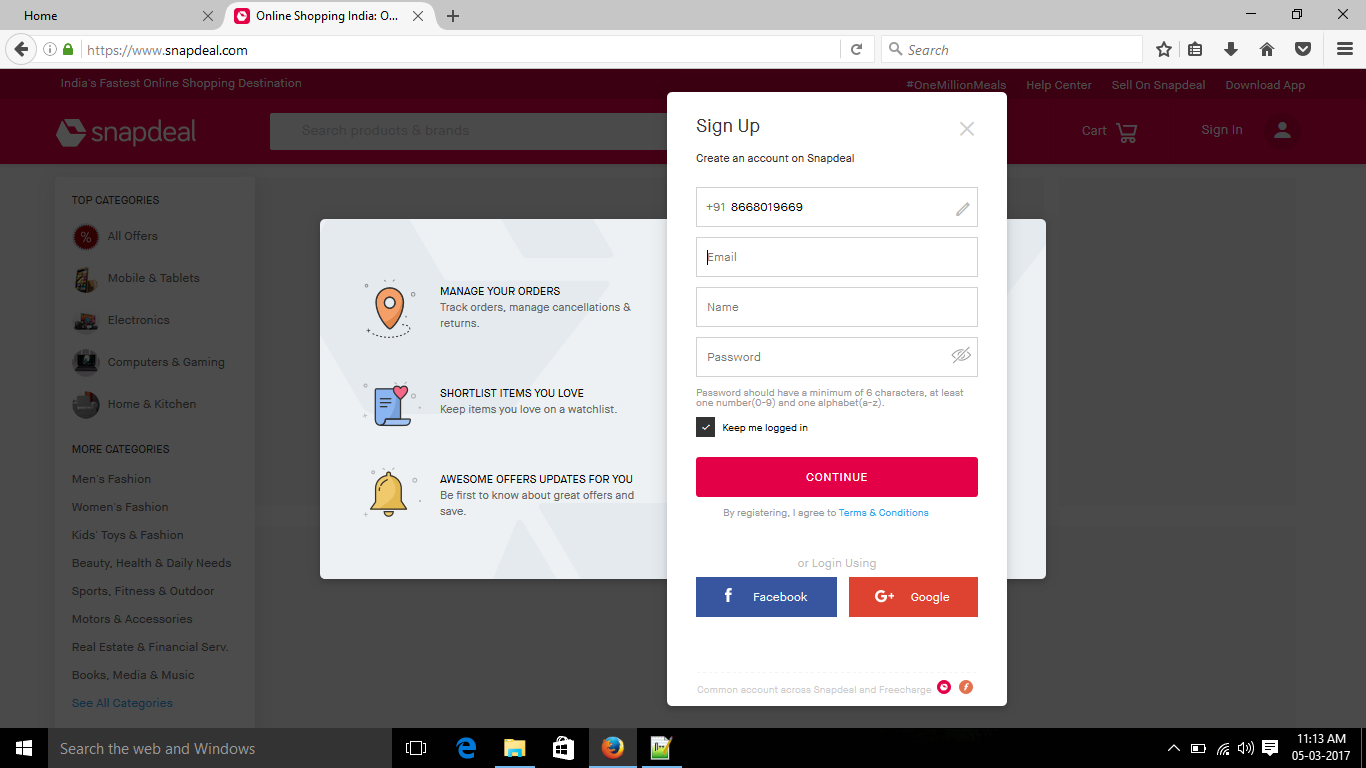 Home
Online Shopping India: O...
https://www.snapdeal.com
Search
India's Fastest Online Shopping Destination
#OneMillionMeals
Help Center
Sell On Snapdeal
Download App
snapdeal
Search products & brands
Cart
Sign In
TOP CATEGORIES
All Offers
Mobile & Tablets
Electronics
Computers & Gaming
Home & Kitchen
MORE CATEGORIES
Men's Fashion
Women's Fashion
Kids' Toys & Fashion
Beauty, Health & Daily Needs
Sports, Fitness & Outdoor
Motors & Accessories
Real Estate & Financial Serv.
Books, Media & Music
See All Categories
MANAGE YOUR ORDERS
Track orders, manage cancellations &
returns.
SHORTLIST ITEMS YOU LOVE
Keep items you love on a watchlist.
AWESOME OFFERS UPDATES FOR YOU
Be first to know about great offers and
save.
Sign Up
Create an account on Snapdeal
+91 8668019669
Email
Name
Password
Password should have a minimum of 6 characters, at least
one number(0-9) and one alphabet(a-z).
Keep me logged in
CONTINUE
By registering, I agree to Terms & Conditions
or Login Using
f Facebook
G+ Google
Common account across Snapdeal and Freecharge
Search the web and Windows
11:13 AM
05-03-2017